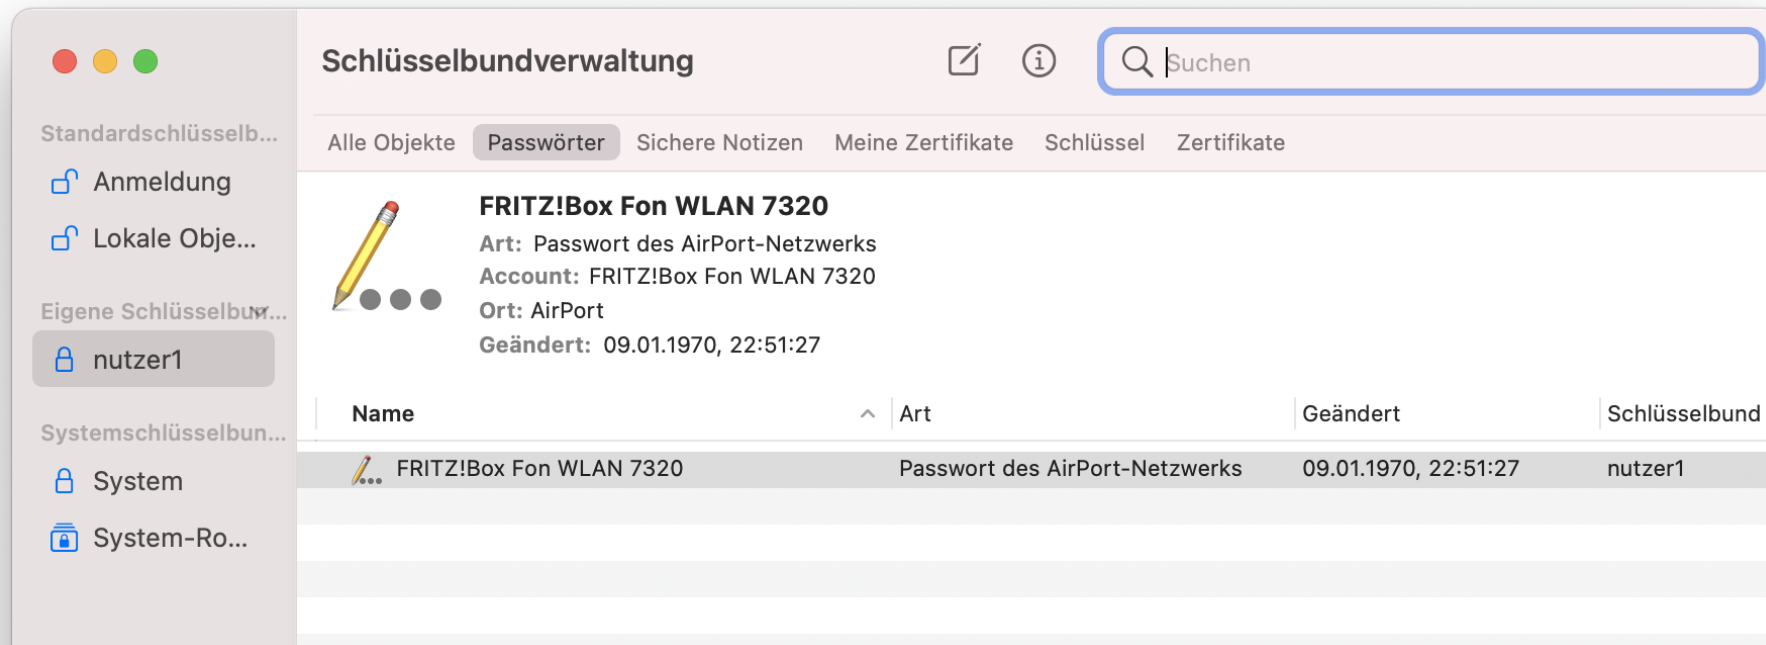 Schlüsselbundverwaltung
Suchen
Standardschlüsselb...
Anmeldung
Lokale Obje...
Eigene Schlüsselbun...
nutzer1
Systemschlüsselbun...
System
System-Ro...
Alle Objekte Passwörter Sichere Notizen Meine Zertifikate Schlüssel Zertifikate
FRITZ!Box Fon WLAN 7320
Art: Passwort des AirPort-Netzwerks
Account: FRITZ!Box Fon WLAN 7320
Ort: AirPort
Geändert: 09.01.1970, 22:51:27
Name Art Geändert Schlüsselbund
FRITZ!Box Fon WLAN 7320 Passwort des AirPort-Netzwerks 09.01.1970, 22:51:27 nutzer1